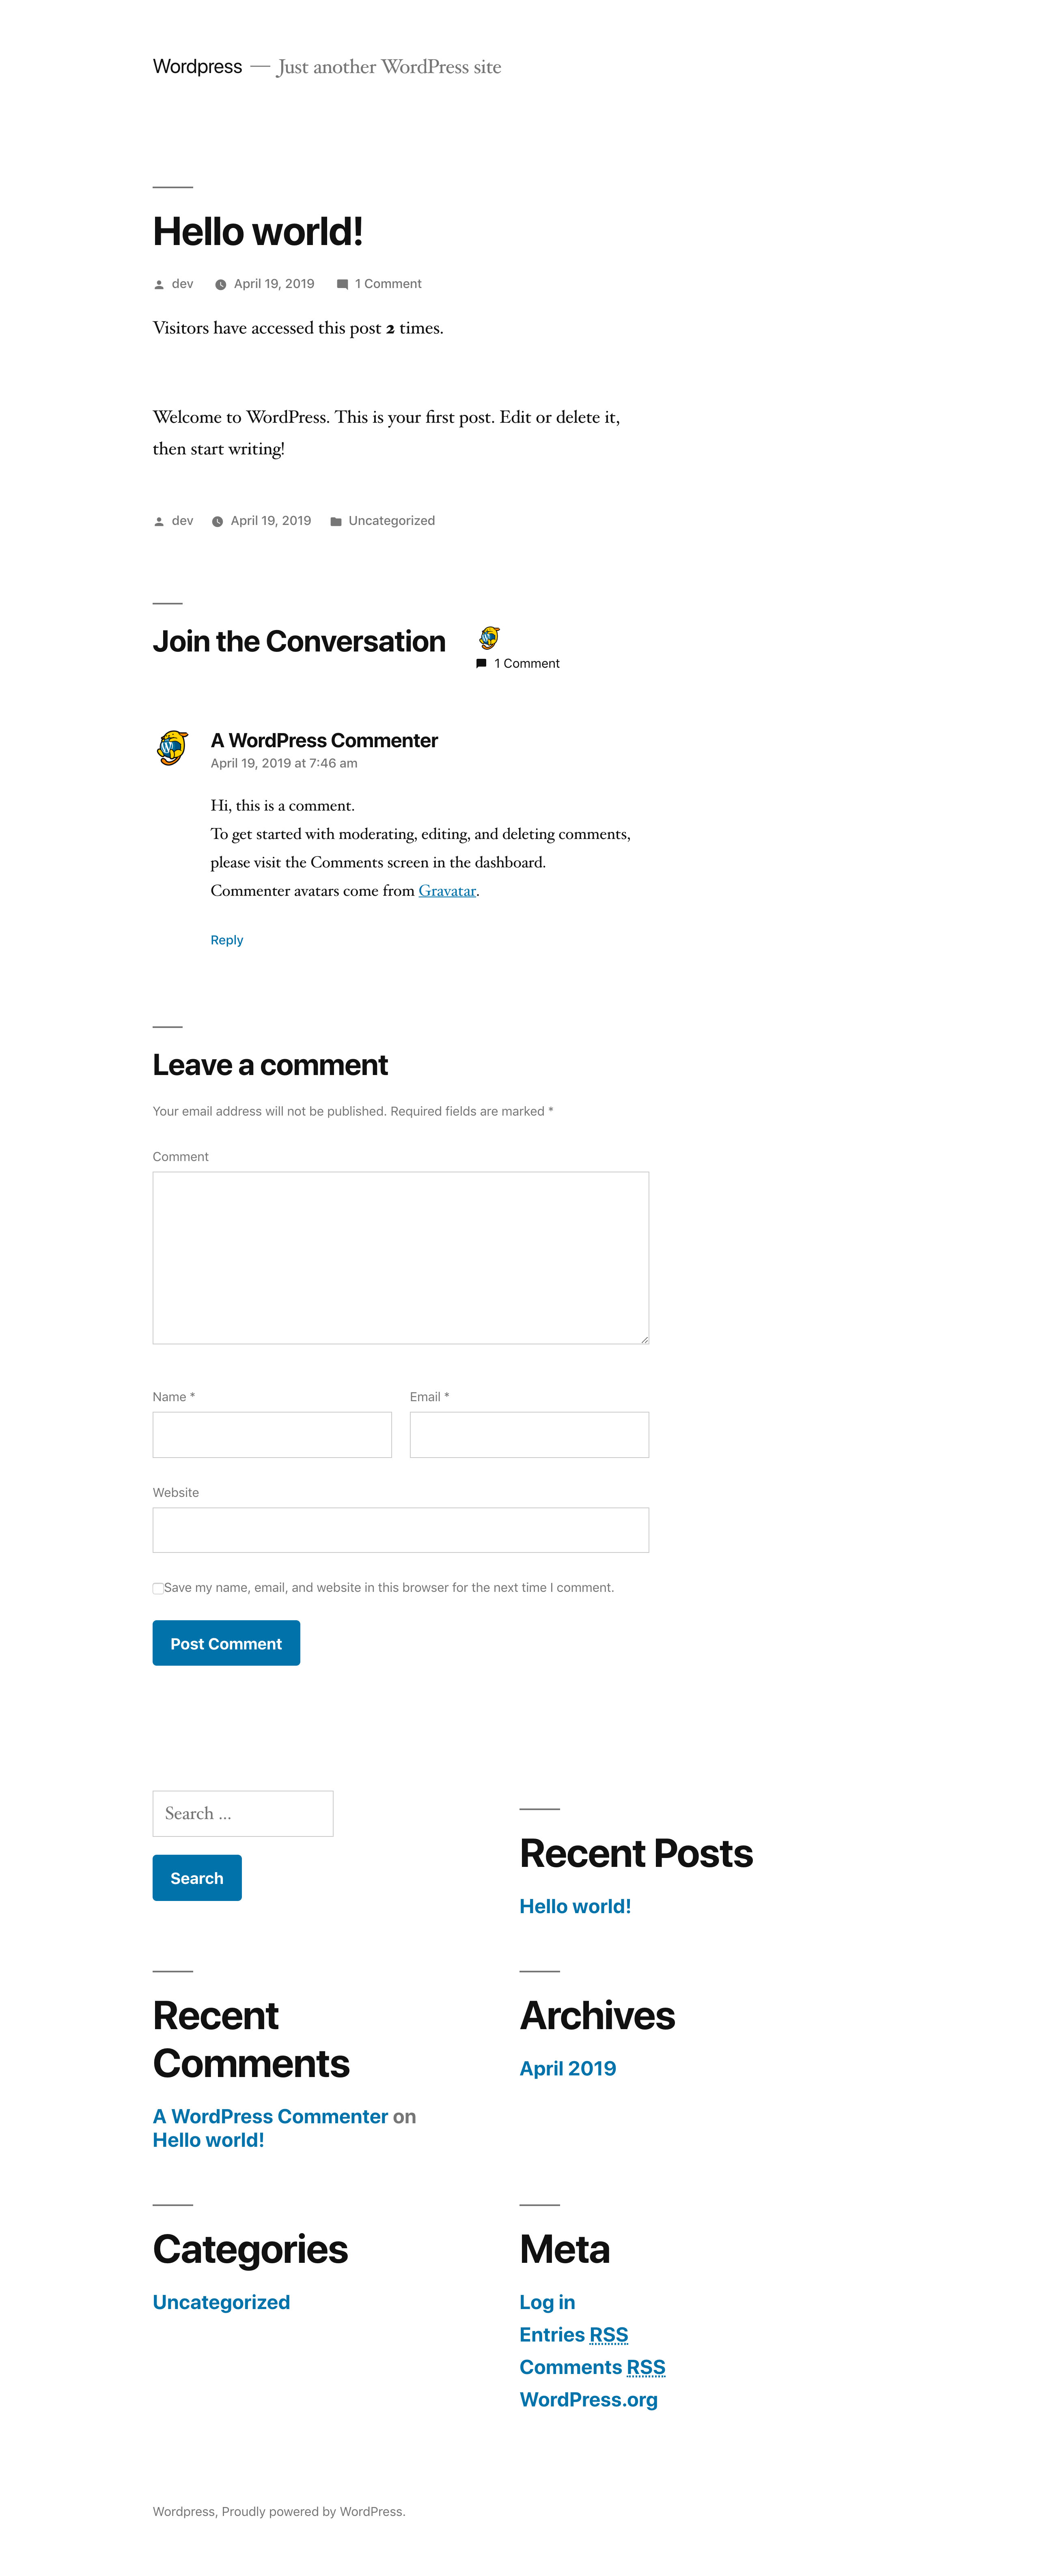 Wordpress — Just another WordPress site
Hello world!
dev April 19, 2019 1 Comment
Visitors have accessed this post 2 times.
Welcome to WordPress. This is your first post. Edit or delete it,
then start writing!
dev April 19, 2019 Uncategorized
Join the Conversation
1 Comment
A WordPress Commenter
April 19, 2019 at 7:46 am
Hi, this is a comment.
To get started with moderating, editing, and deleting comments,
please visit the Comments screen in the dashboard.
Commenter avatars come from Gravatar.
Reply
Leave a comment
Your email address will not be published. Required fields are marked *
Comment
Name * Email *
Website
Save my name, email, and website in this browser for the next time I comment.
Post Comment
Search …
Search
Recent Posts
Hello world!
Recent
Comments
A WordPress Commenter on
Hello world!
Archives
April 2019
Categories
Uncategorized
Meta
Log in
Entries RSS
Comments RSS
WordPress.org
Wordpress, Proudly powered by WordPress.